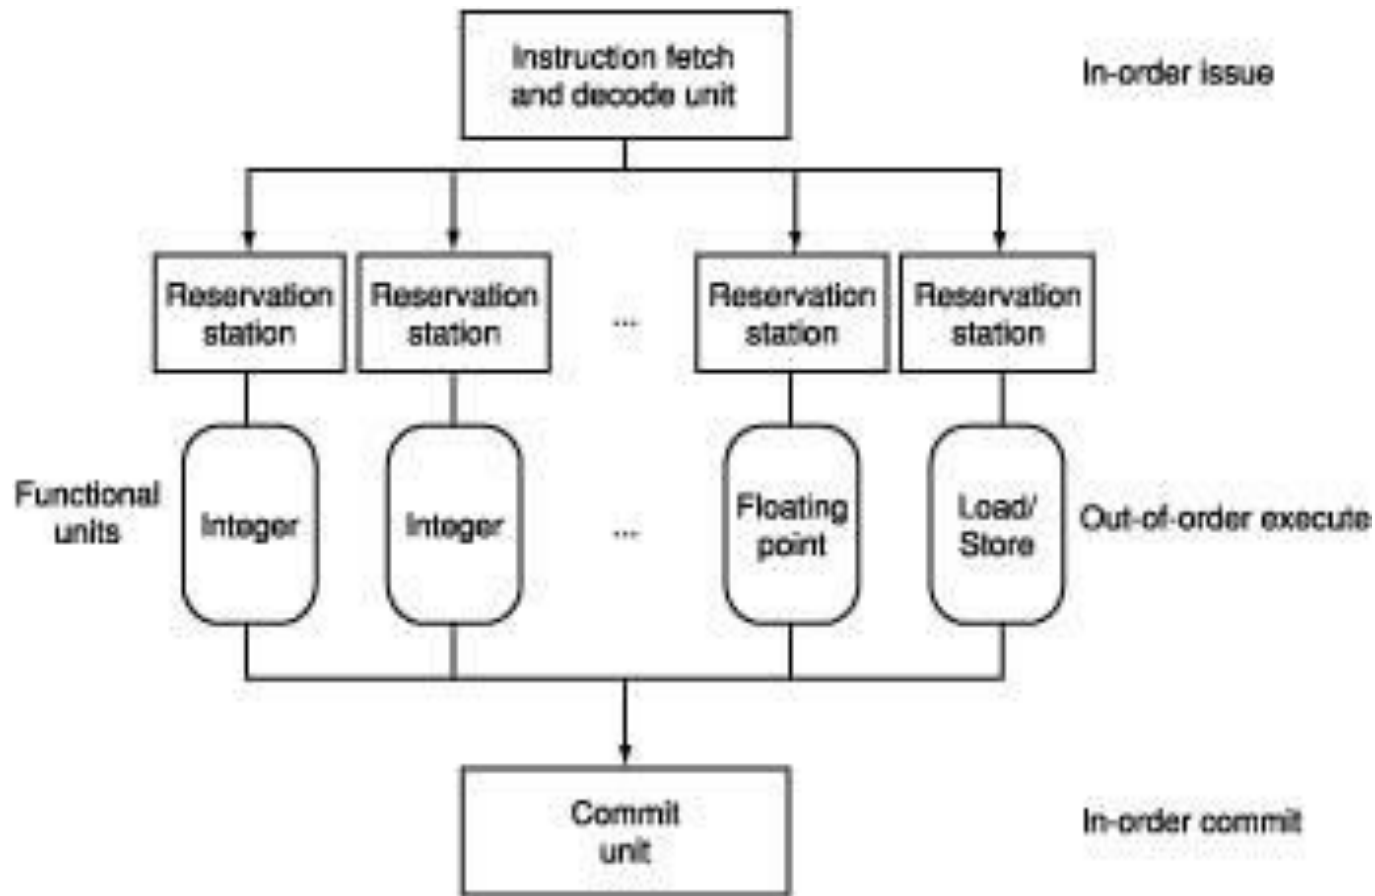 Instruction fetch
and decode unit
In-order issue
Reservation
station
Reservation
station
...
Reservation
station
Reservation
station
Functional
units
Integer
Integer
...
Floating
point
Load/
Store
Out-of-order execute
Commit
unit
In-order commit